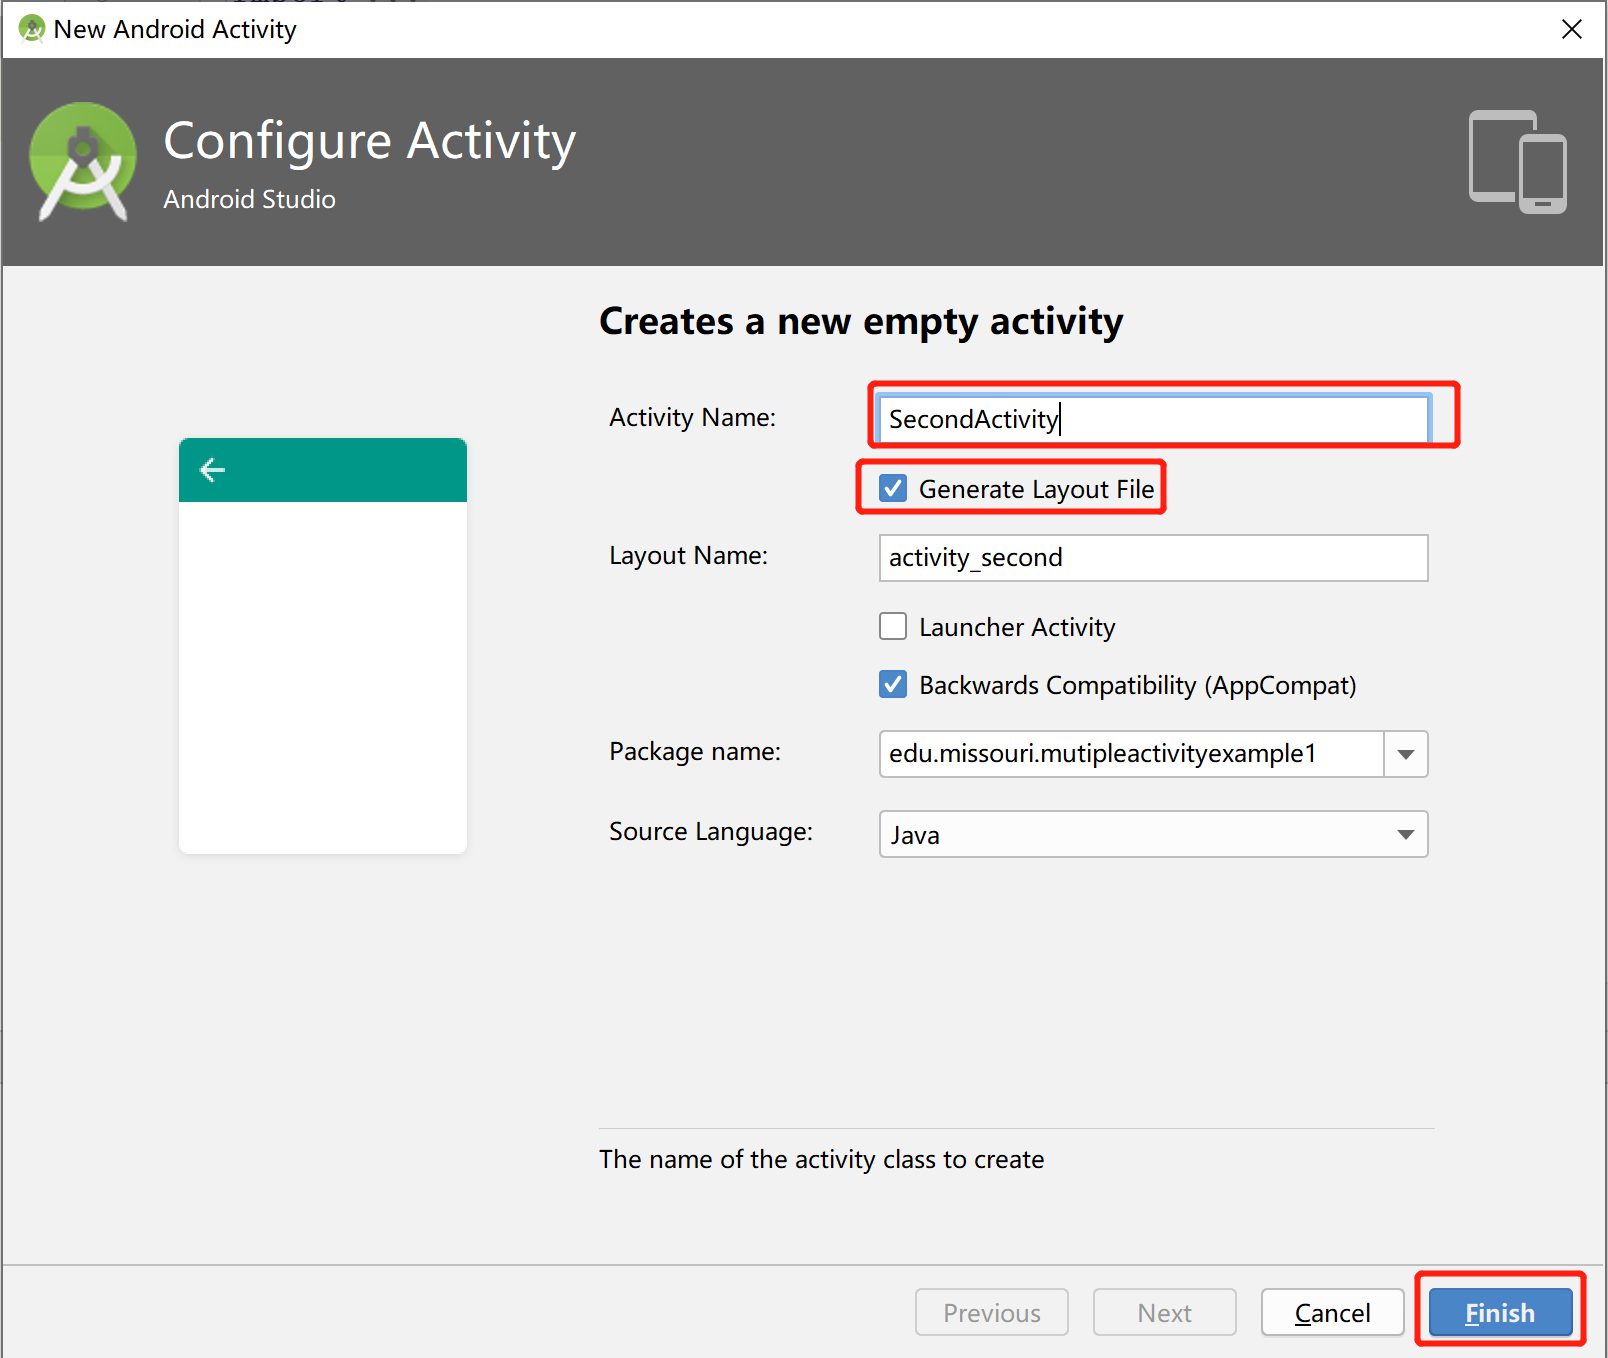 New Android Activity
Configure Activity
Android Studio
Creates a new empty activity
Activity Name:
SecondActivity
Generate Layout File
Layout Name:
activity_second
Launcher Activity
Backwards Compatibility (AppCompat)
Package name:
edu.missouri.mutipleactivityexample1
Source Language:
Java
The name of the activity class to create
Previous
Next
Cancel
Finish